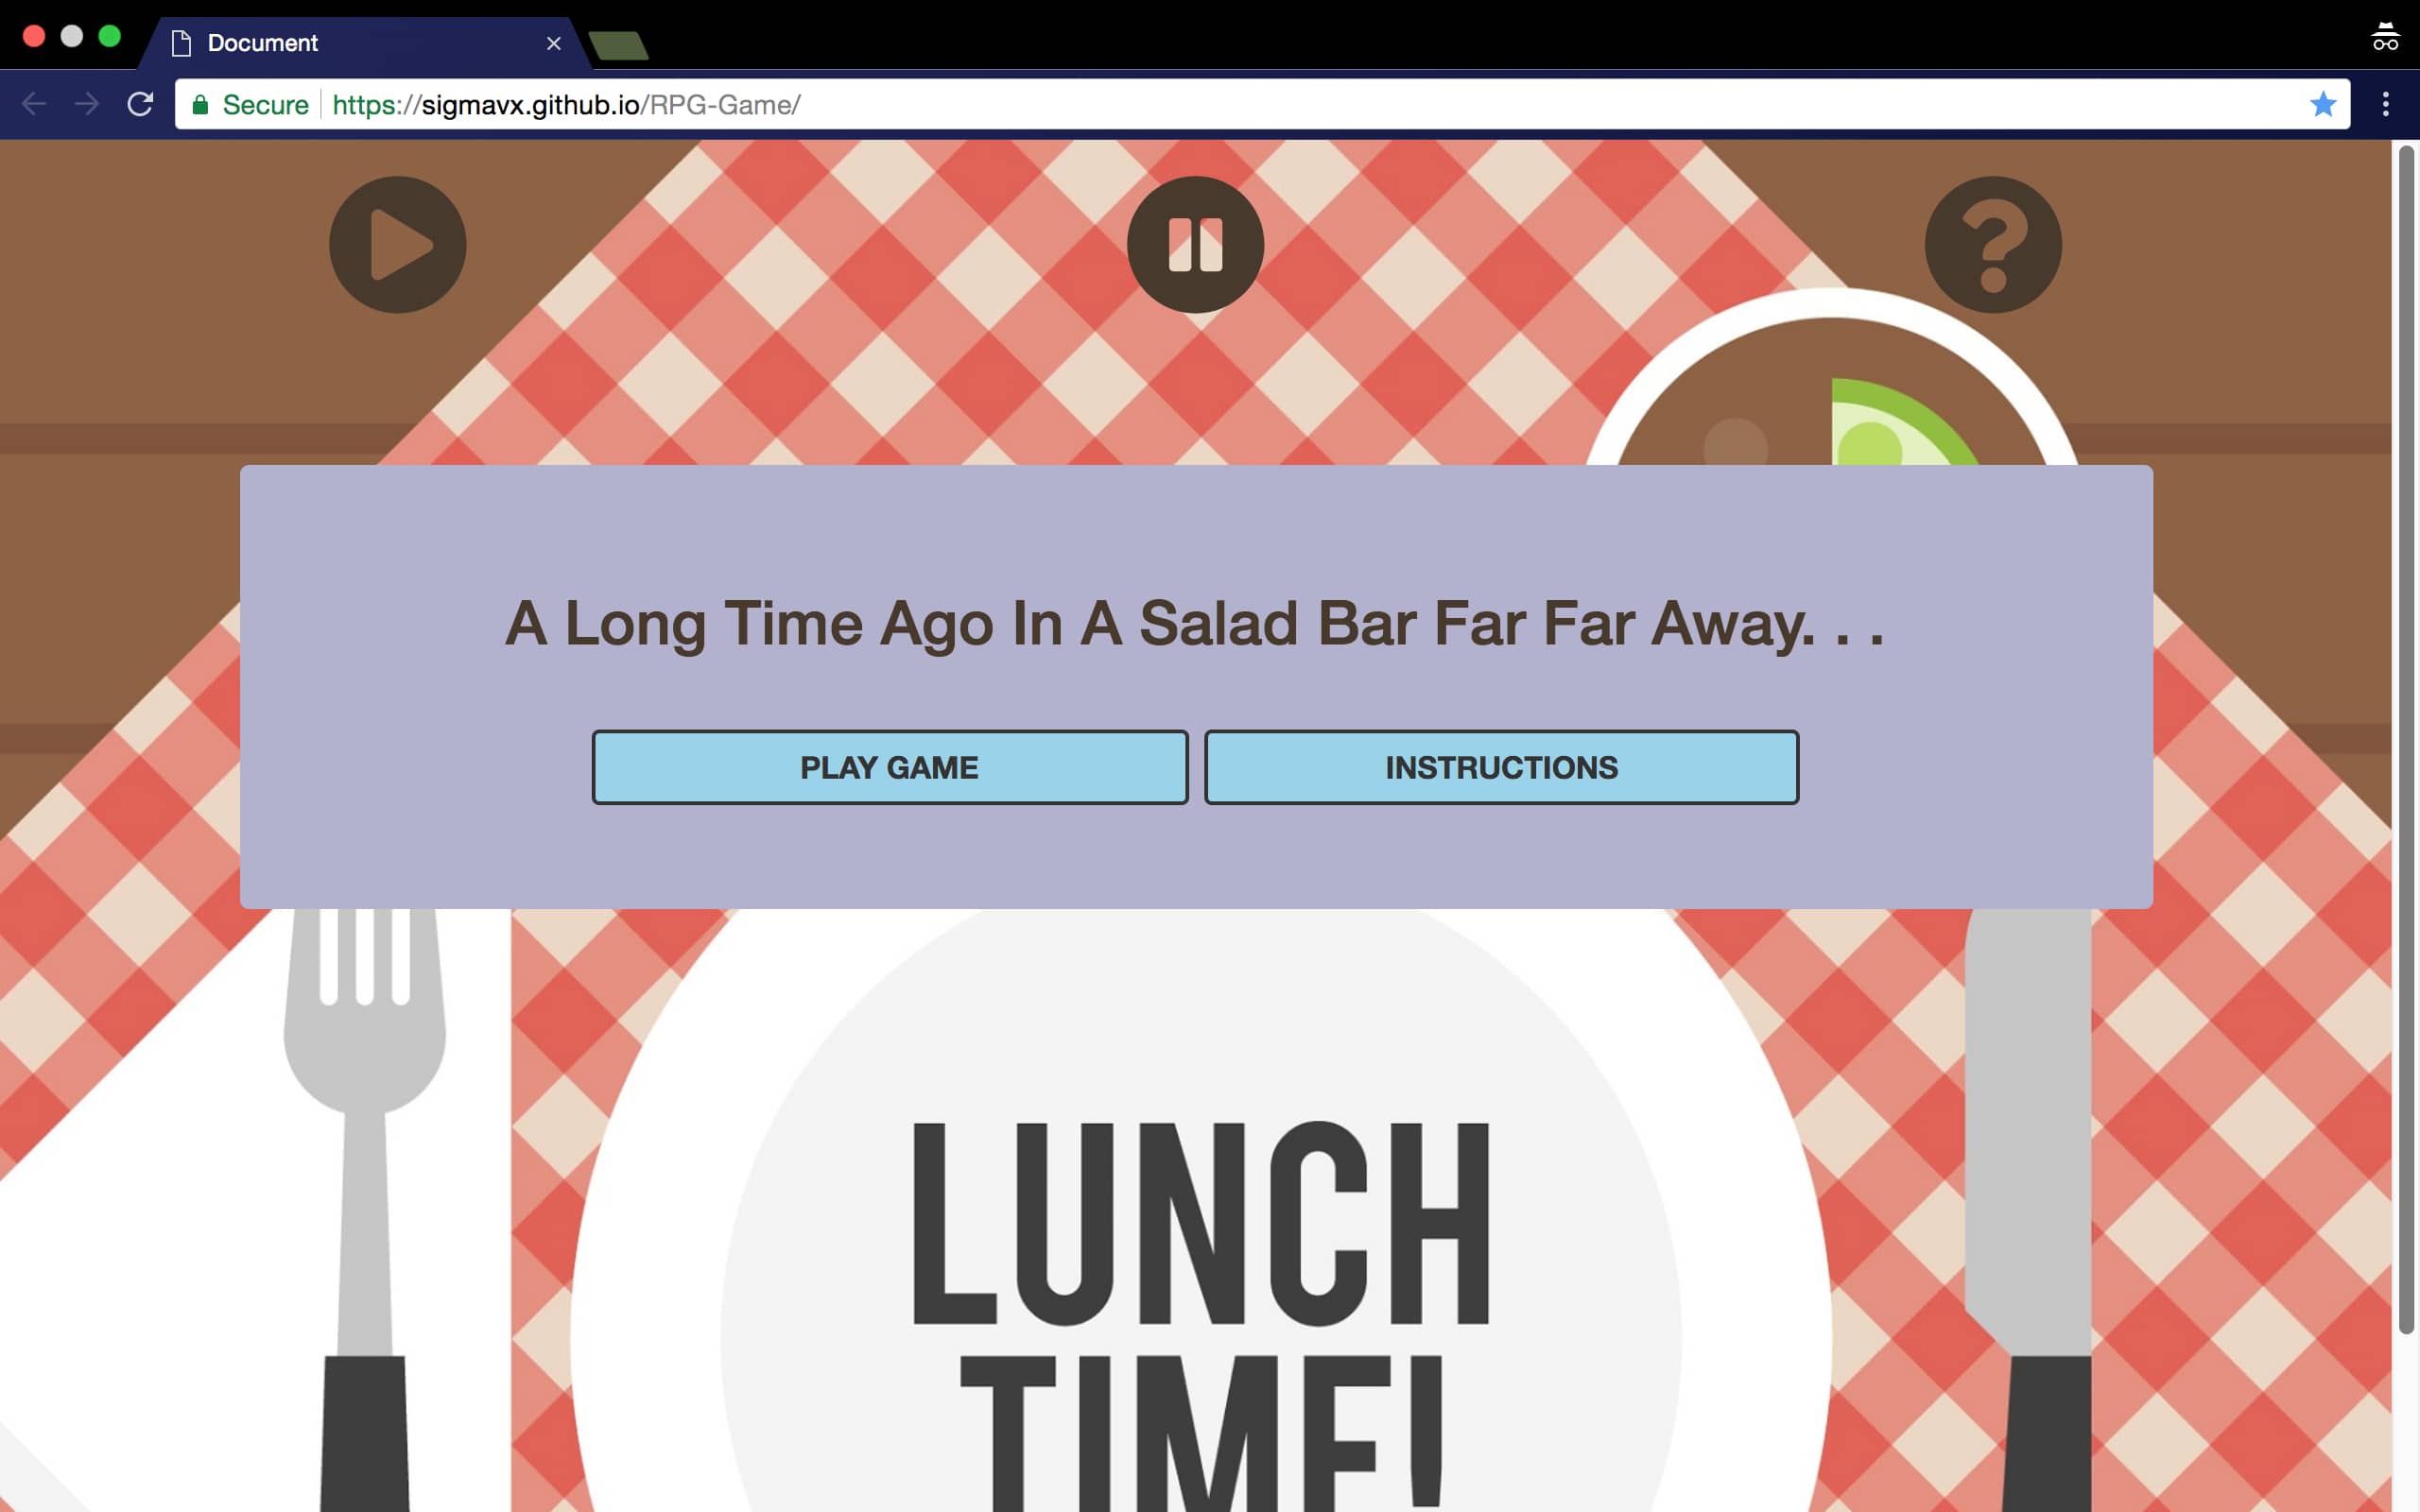 Document
Secure https://sigmavx.github.io/RPG-Game/
A Long Time Ago In A Salad Bar Far Far Away. . .
PLAY GAME INSTRUCTIONS
LUNCH
TIME!